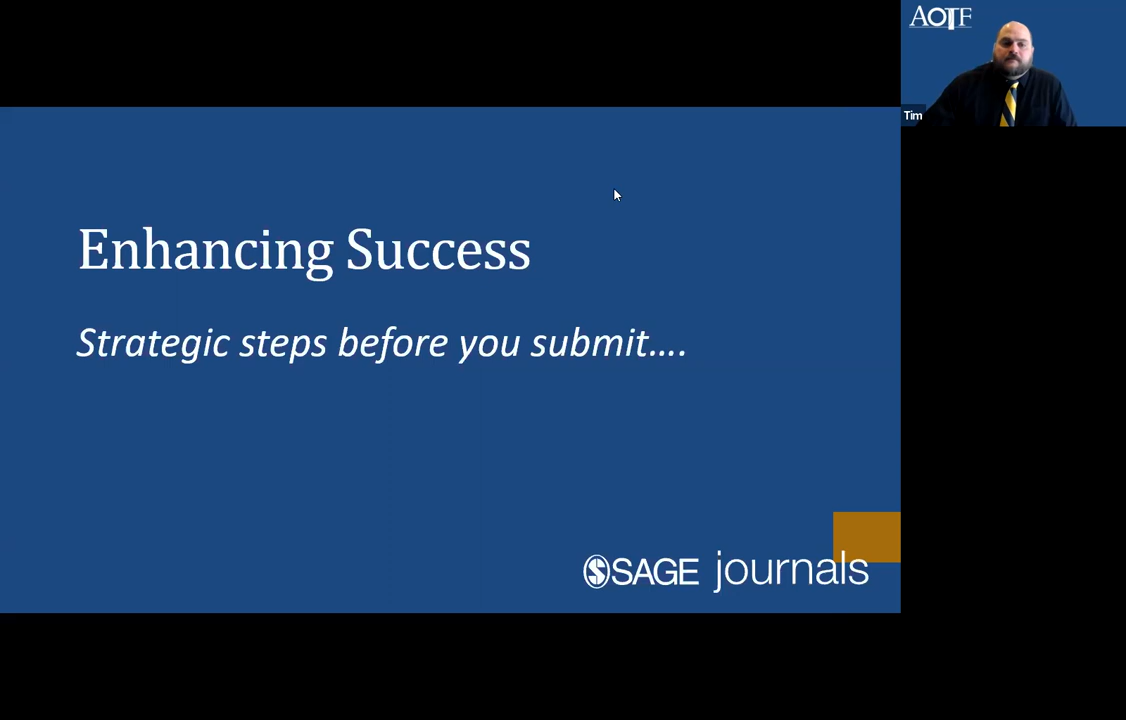 AOTF
Tim
Enhancing Success
Strategic steps before you submit....
SAGE journals